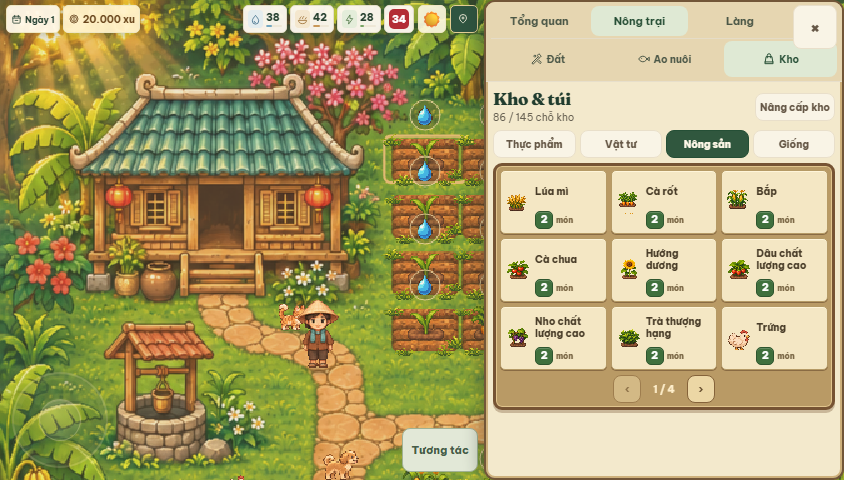 Ngày 1
20.000 xu
38
42
28
34
Tổng quan
Nông trại
Làng
×
Đất
Ao nuôi
Kho
Kho & túi
86 / 145 chỗ kho
Nâng cấp kho
Thực phẩm
Vật tư
Nông sản
Giống
Lúa mì
2 món
Cà rốt
2 món
Bắp
2 món
Cà chua
2 món
Hướng
dương
2 món
Dâu chất
lượng cao
2 món
Nho chất
lượng cao
2 món
Trà thượng
hạng
2 món
Trứng
2 món
‹ 1 / 4 ›
Tương tác